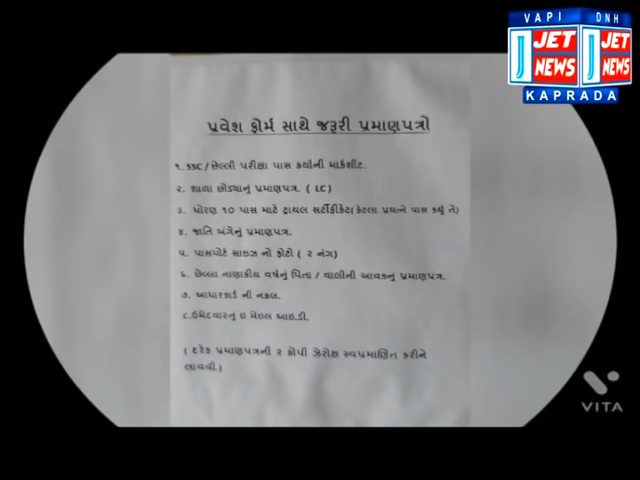 VAPI DNH
JET NEWS JET NEWS
KAPRADA
પ્રવેશ ફોર્મ સાથે જરૂરી પ્રમાણપત્રો
૧. SSC / છેલ્લી પરીક્ષા પાસ કર્યાની માર્કશીટ.
૨. શાળા છોડ્યાનું પ્રમાણપત્ર. ( LC )
૩. ધોરણ ૧૦ પાસ માટે ટ્રાયલ સર્ટીફીકેટ(કેટલા પ્રયત્ને પાસ કર્યું તે)
૪. જાતિ અંગેનું પ્રમાણપત્ર.
૫. પાસપોર્ટ સાઇઝ નો ફોટો ( ૨ નંગ)
૬. છેલ્લા નાણાકીય વર્ષનું પિતા / વાલીની આવકનું પ્રમાણપત્ર.
૭. આધારકાર્ડ ની નકલ.
૮.ઉમેદવારનું ઇ મેઇલ આઇ.ડી.
( દરેક પ્રમાણપત્રની ૨ કોપી ઝેરોક્ષ સ્વપ્રમાણિત કરીને
લાવવી.)
VITA